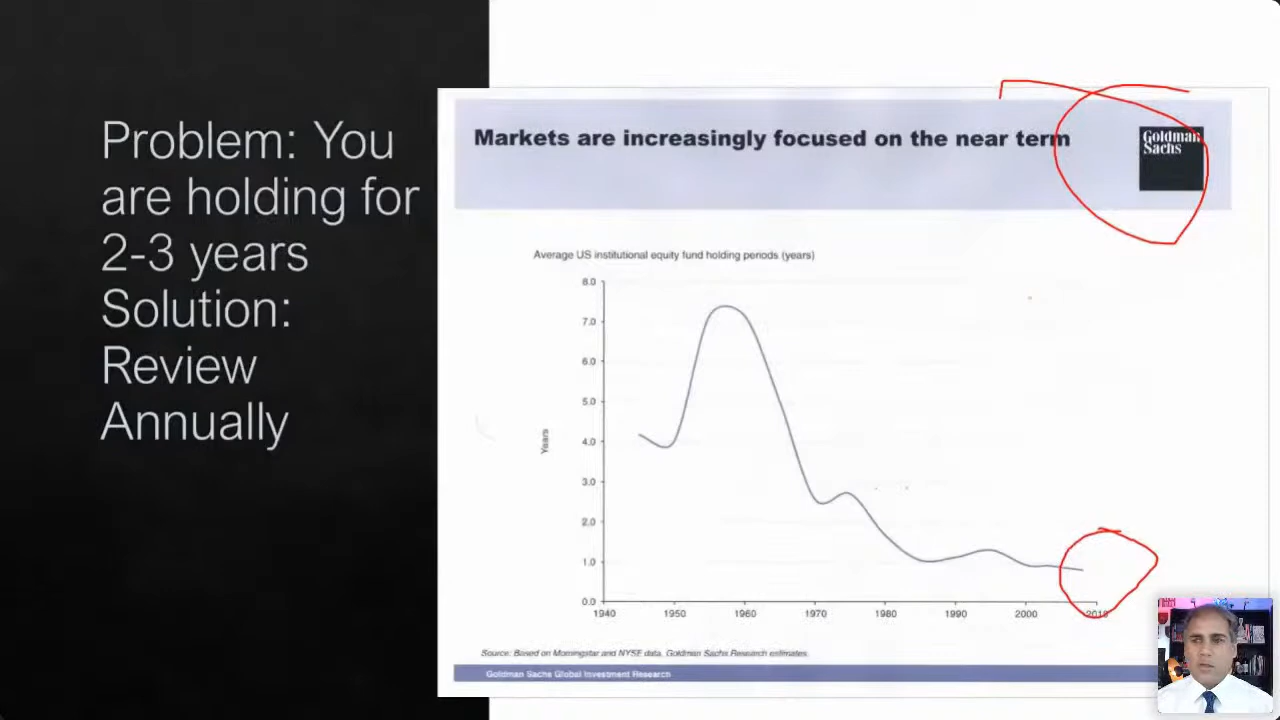 Problem: You
are holding for
2-3 years
Solution:
Review
Annually
Markets are increasingly focused on the near term
Goldman
Sachs
Average US institutional equity fund holding periods (years)
8.0
7.0
6.0
5.0
4.0
3.0
2.0
1.0
0.0
Years
1940
1950
1960
1970
1980
1990
2000
2010
Source: Based on Morningstar and NYSE data, Goldman Sachs Research estimates.
Goldman Sachs Global Investment Research